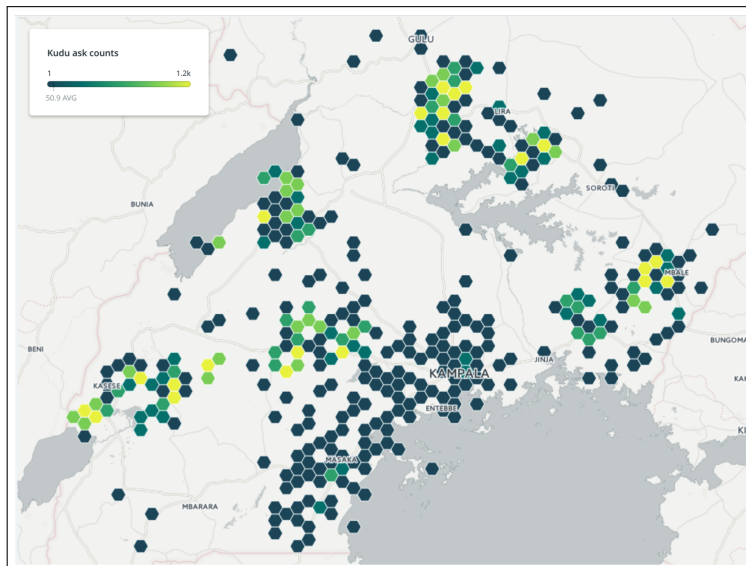 Kudu ask counts
1 1.2k
50.9 AVG
GULU
LIRA
SOROTI
BUNIA
MBALE
BUNGOMA
BENI
JINJA
KAMPALA
KASESE
ENTEBBE
MASAKA
MBARARA